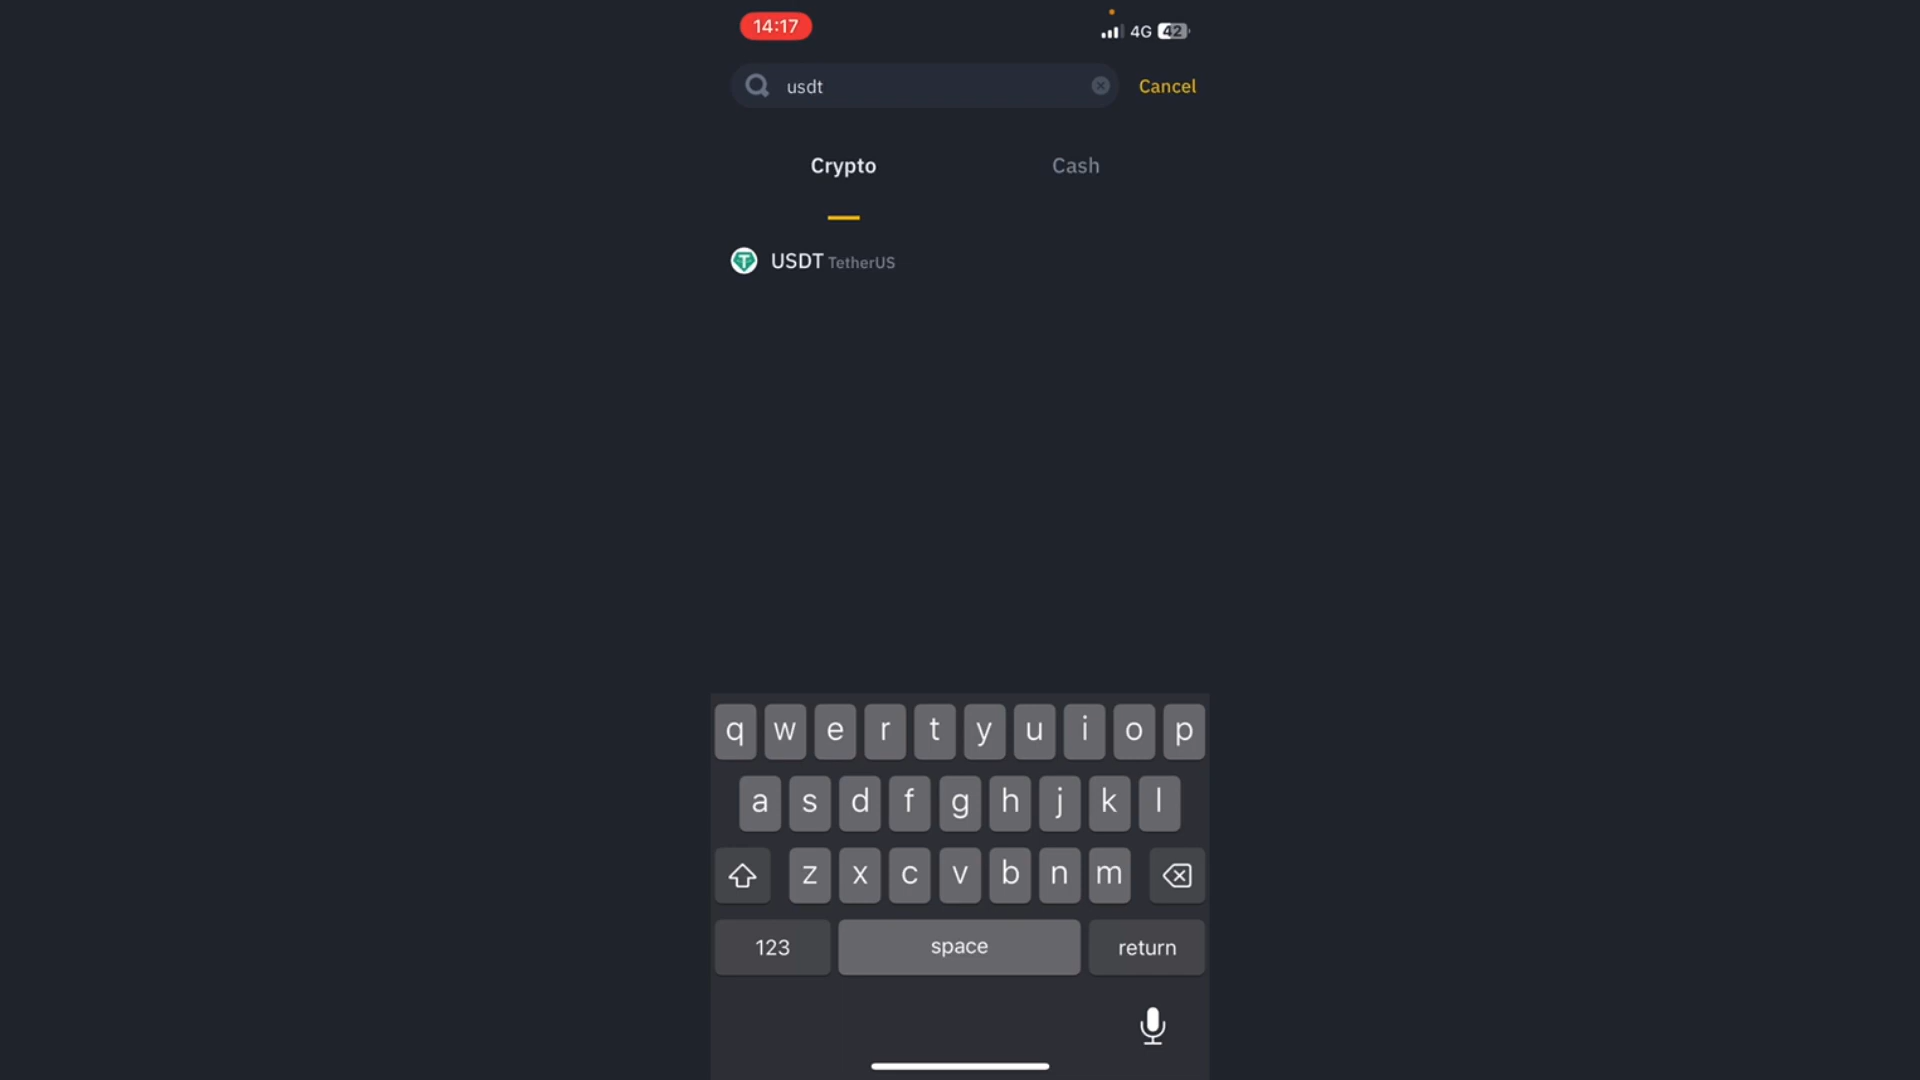 14:17
4G 42
usdt
Cancel
Crypto Cash
USDT TetherUS
q w e r t y u i o p
a s d f g h j k l
z x c v b n m
123 space return